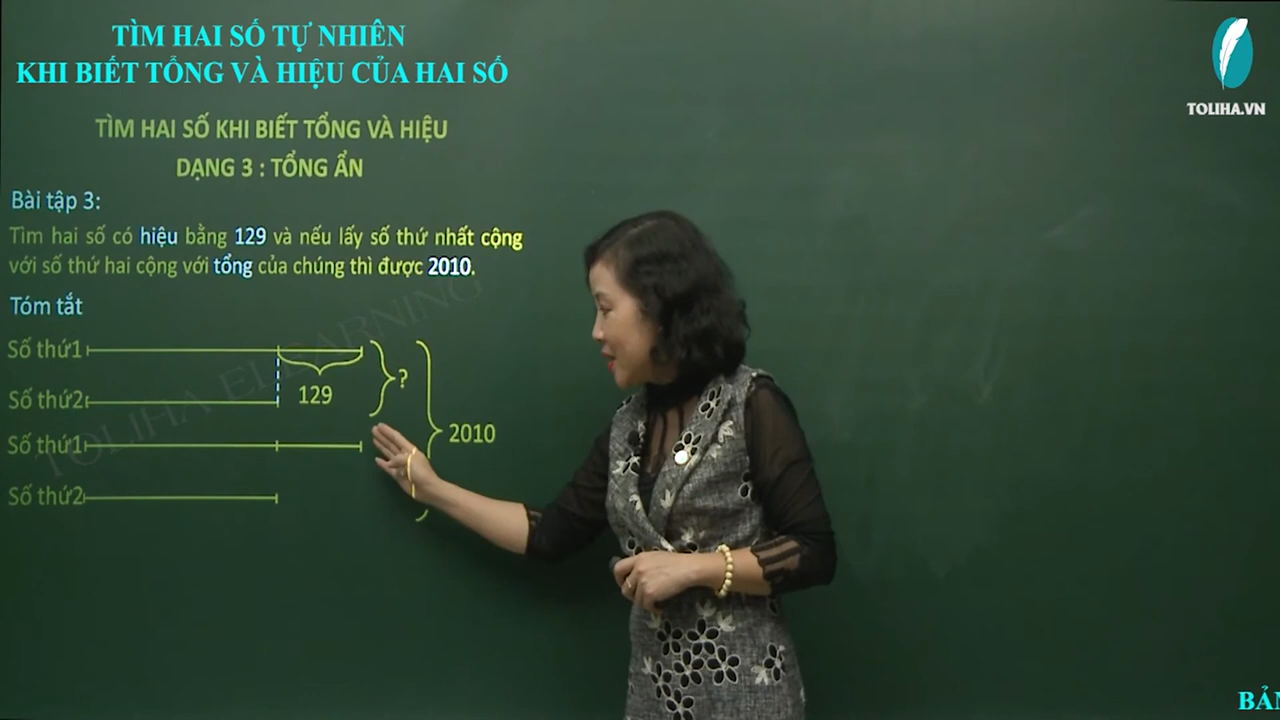 TÌM HAI SỐ TỰ NHIÊN
KHI BIẾT TỔNG VÀ HIỆU CỦA HAI SỐ
TOLIHA.VN
TÌM HAI SỐ KHI BIẾT TỔNG VÀ HIỆU
DẠNG 3 : TỔNG ẨN
Bài tập 3:
Tìm hai số có hiệu bằng 129 và nếu lấy số thứ nhất cộng
với số thứ hai cộng với tổng của chúng thì được 2010.
Tóm tắt
Số thứ1
129
?
Số thứ2
Số thứ1
2010
Số thứ2
TOLIHA ELEARNING